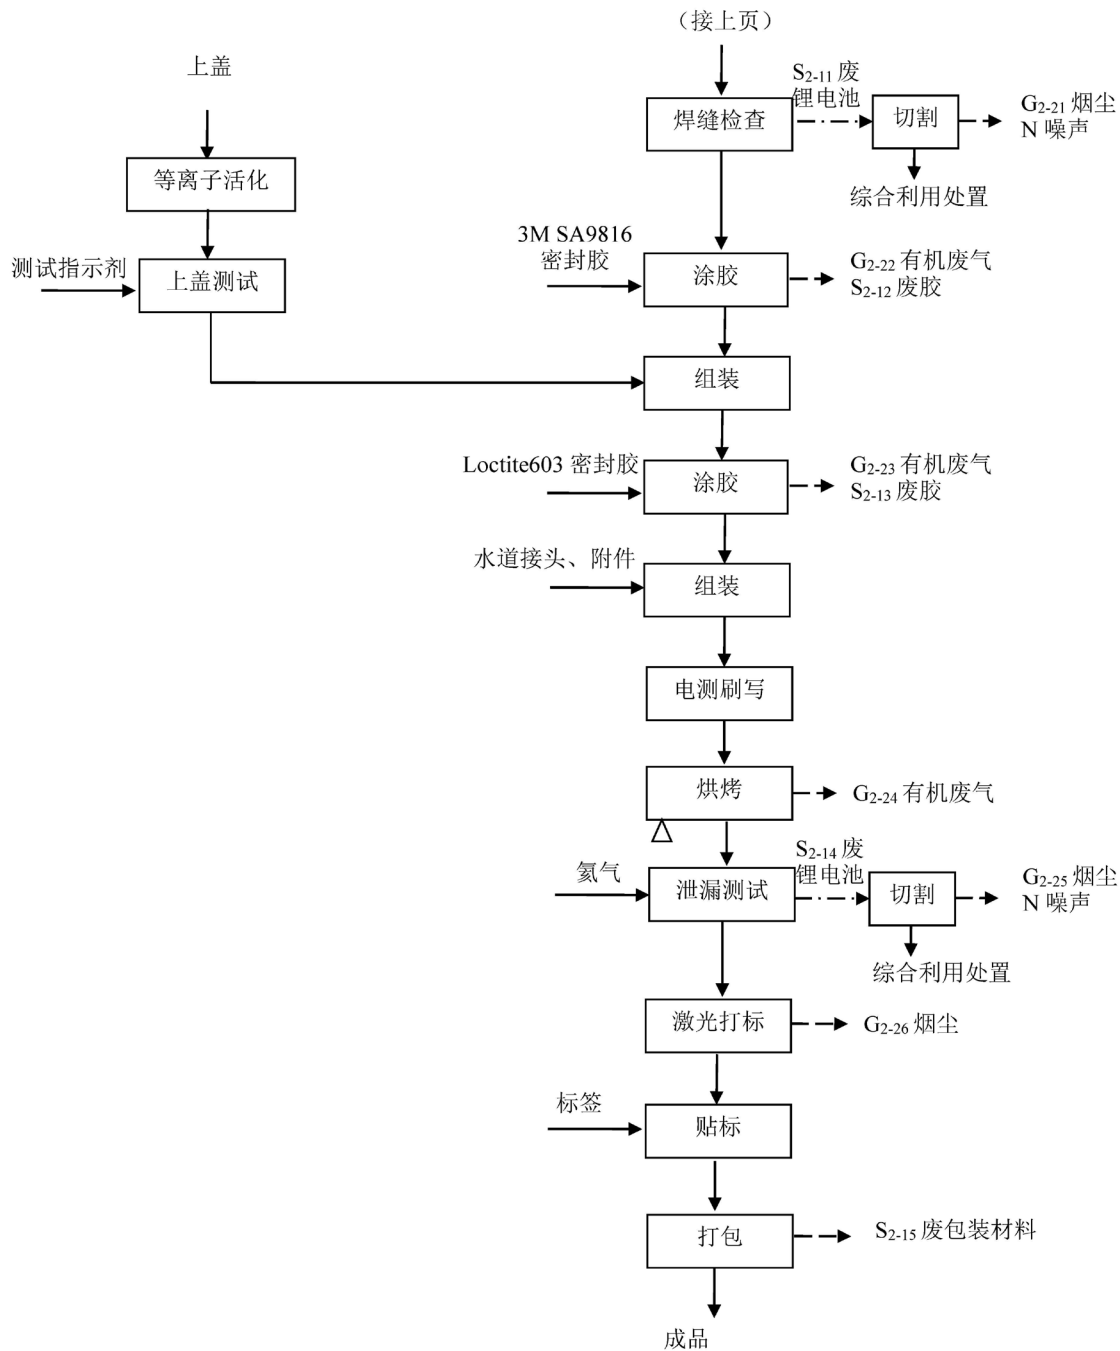 （接上页）
上盖
S2-11 废
锂电池
焊缝检查
切割
G2-21 烟尘
N 噪声
等离子活化
综合利用处置
3M SA9816
密封胶
测试指示剂
上盖测试
涂胶
G2-22 有机废气
S2-12 废胶
组装
Loctite603 密封胶
涂胶
G2-23 有机废气
S2-13 废胶
水道接头、附件
组装
电测刷写
烘烤
G2-24 有机废气
S2-14 废
锂电池
氦气
泄漏测试
切割
G2-25 烟尘
N 噪声
综合利用处置
激光打标
G2-26 烟尘
标签
贴标
打包
S2-15 废包装材料
成品